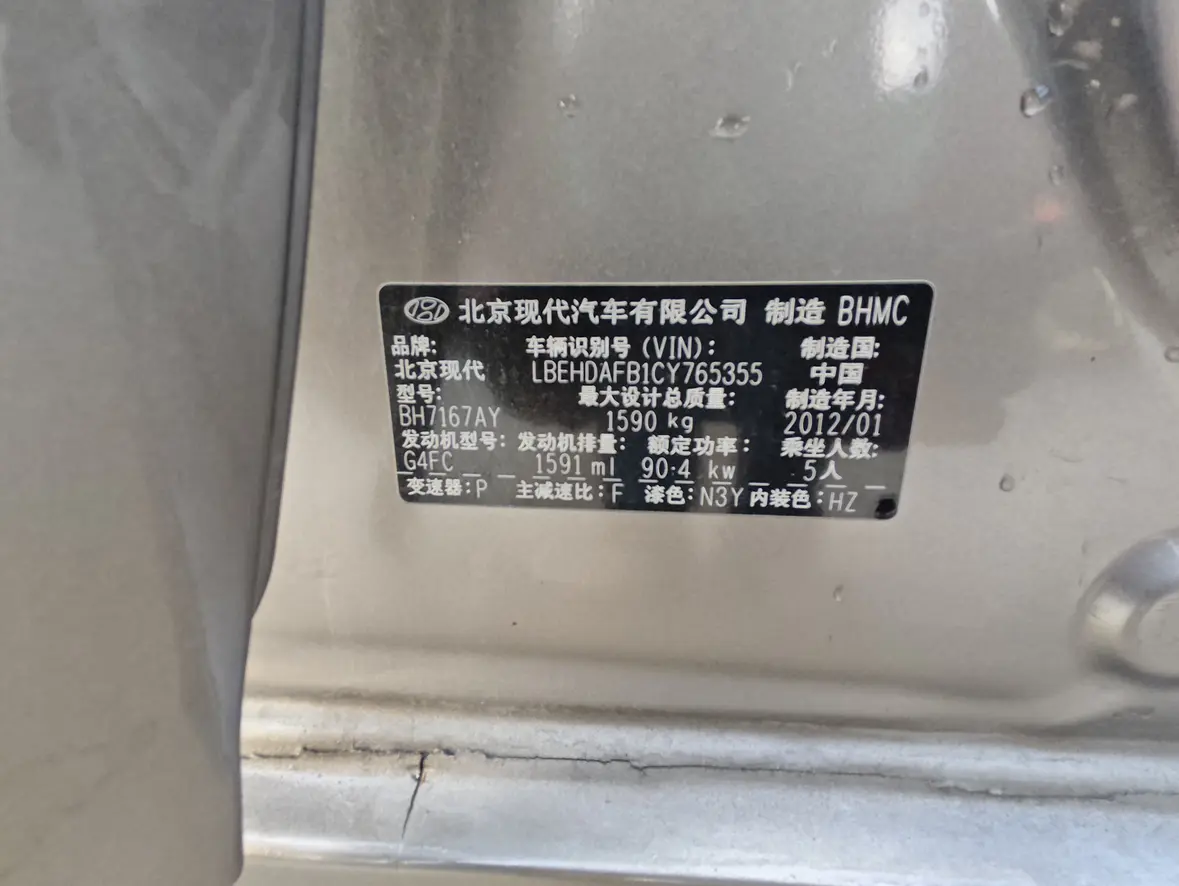 北京现代汽车有限公司 制造 BHMC
品牌: 车辆识别号 (VIN): 制造国:
北京现代 LBEHDAFB1CY765355 中国
型号: 最大设计总质量: 制造年月:
BH7167AY 1590 kg 2012/01
发动机型号: 发动机排量: 额定功率: 乘坐人数:
G4FC 1591 ml 90.4 kw 5人
变速器:P 主减速比:F 漆色:N3Y 内装色:HZ